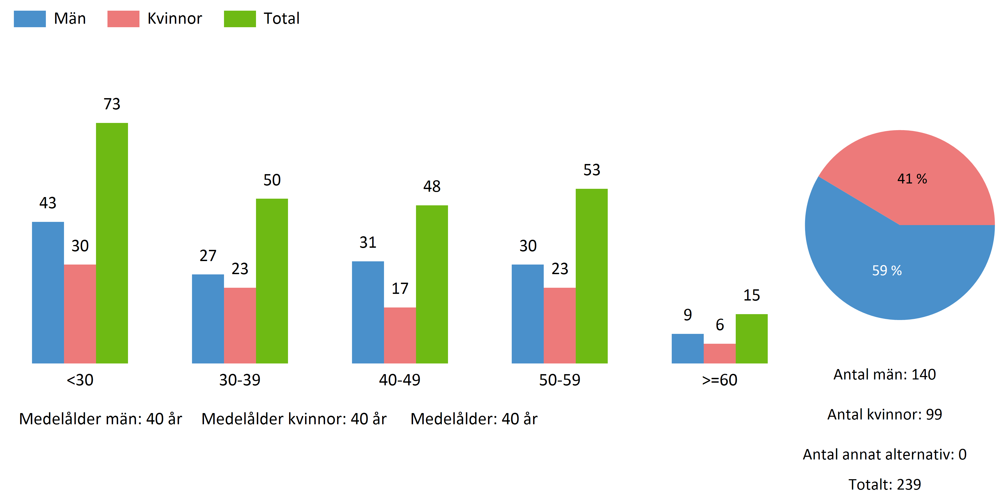 Män Kvinnor Total
73
43
30
50
27
23
48
31
17
53
30
23
15
9
6
<30 30-39 40-49 50-59 >=60
Medelålder män: 40 år Medelålder kvinnor: 40 år Medelålder: 40 år
41 %
59 %
Antal män: 140
Antal kvinnor: 99
Antal annat alternativ: 0
Totalt: 239